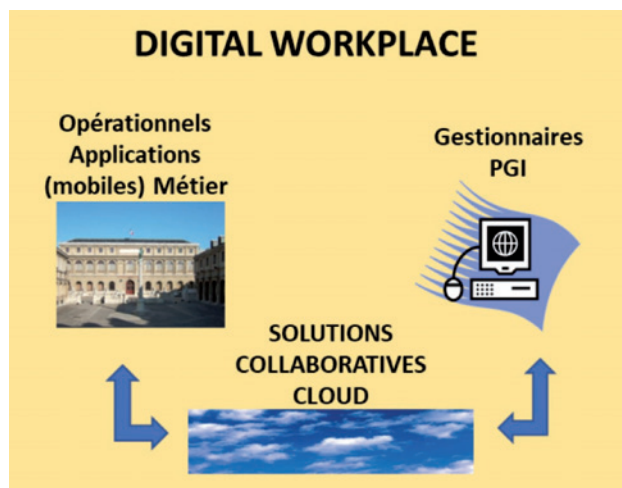 DIGITAL WORKPLACE
Opérationnels
Applications
(mobiles) Métier
Gestionnaires
PGI
SOLUTIONS
COLLABORATIVES
CLOUD